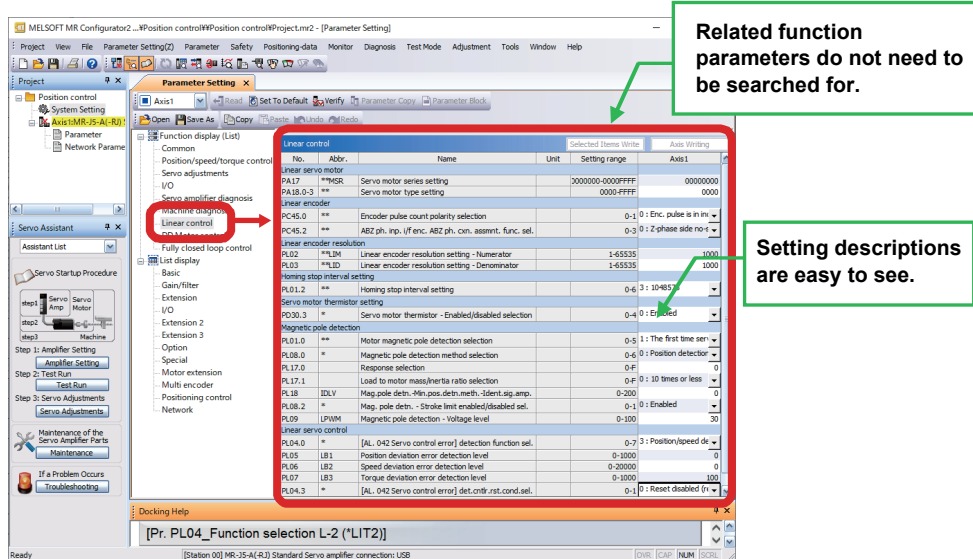 MELSOFT MR Configurator2 ...¥Position control¥¥Position control¥Project.mr2 - [Parameter Setting]
Project View File Parameter Setting(Z) Parameter Safety Positioning-data Monitor Diagnosis Test Mode Adjustment Tools Window Help
Related function
parameters do not need to
be searched for.
Project
Position control
System Setting
Axis1:MR-J5-A(-RJ)
Parameter
Network Parame
Parameter Setting
Axis1 Read Set To Default Verify Parameter Copy Parameter Block
Open Save As Copy Paste Undo Redo
Function display (List)
Common
Position/speed/torque control
Servo adjustments
I/O
Servo amplifier diagnosis
Machine diagnosis
Linear control
DD Motor control
Fully closed loop control
List display
Basic
Gain/filter
Extension
I/O
Extension 2
Extension 3
Option
Special
Motor extension
Multi encoder
Positioning control
Network
Linear control Selected Items Write Axis Writing
No. Abbr. Name Unit Setting range Axis1
Linear servo motor
PA17 **MSR Servo motor series setting 00000000-0000FFFF 00000000
PA18.0-3 ** Servo motor type setting 0000-FFFF 0000
Linear encoder
PC45.0 ** Encoder pulse count polarity selection 0-1 0 : Enc. pulse is in inc
PC45.2 ** ABZ ph. inp. i/f enc. ABZ ph. cxn. assmnt. func. sel. 0-3 0 : Z-phase side no-s
Linear encoder resolution
PL02 **LIM Linear encoder resolution setting - Numerator 1-65535 1000
PL03 **LID Linear encoder resolution setting - Denominator 1-65535 1000
Homing stop interval setting
PL01.2 ** Homing stop interval setting 0-6 3 : 1048576
Servo motor thermistor setting
PD30.3 * Servo motor thermistor - Enabled/disabled selection 0-4 0 : Enabled
Magnetic pole detection
PL01.0 ** Motor magnetic pole detection selection 0-5 1 : The first time serv
PL08.0 * Magnetic pole detection method selection 0-6 0 : Position detection
PL17.0 Response selection 0-F 0
PL17.1 Load to motor mass/inertia ratio selection 0-F 0 : 10 times or less
PL18 IDLV Mag.pole detn. -Min.pos.detn.meth. -Ident.sig.amp. 0-200 0
PL08.2 * Mag. pole detn. - Stroke limit enabled/disabled sel. 0-1 0 : Enabled
PL09 LPWM Magnetic pole detection - Voltage level 0-100 30
Linear servo control
PL04.0 * [AL. 042 Servo control error] detection function sel. 0-7 3 : Position/speed de
PL05 LB1 Position deviation error detection level 0-1000 0
PL06 LB2 Speed deviation error detection level 0-20000 0
PL07 LB3 Torque deviation error detection level 0-1000 100
PL04.3 * [AL. 042 Servo control error] det.cntlr.rst.cond.sel. 0-1 0 : Reset disabled (re
Setting descriptions
are easy to see.
Servo Assistant
Assistant List
Servo Startup Procedure
step1 Servo Amp Servo Motor
step2
step3 Machine
Step 1: Amplifier Setting
Amplifier Setting
Step 2: Test Run
Test Run
Step 3: Servo Adjustments
Servo Adjustments
Maintenance of the
Servo Amplifier Parts
Maintenance
If a Problem Occurs
Troubleshooting
Docking Help
[Pr. PL04_Function selection L-2 (*LIT2)]
Ready [Station 00] MR-J5-A(-RJ) Standard Servo amplifier connection: USB OVR CAP NUM SCRL